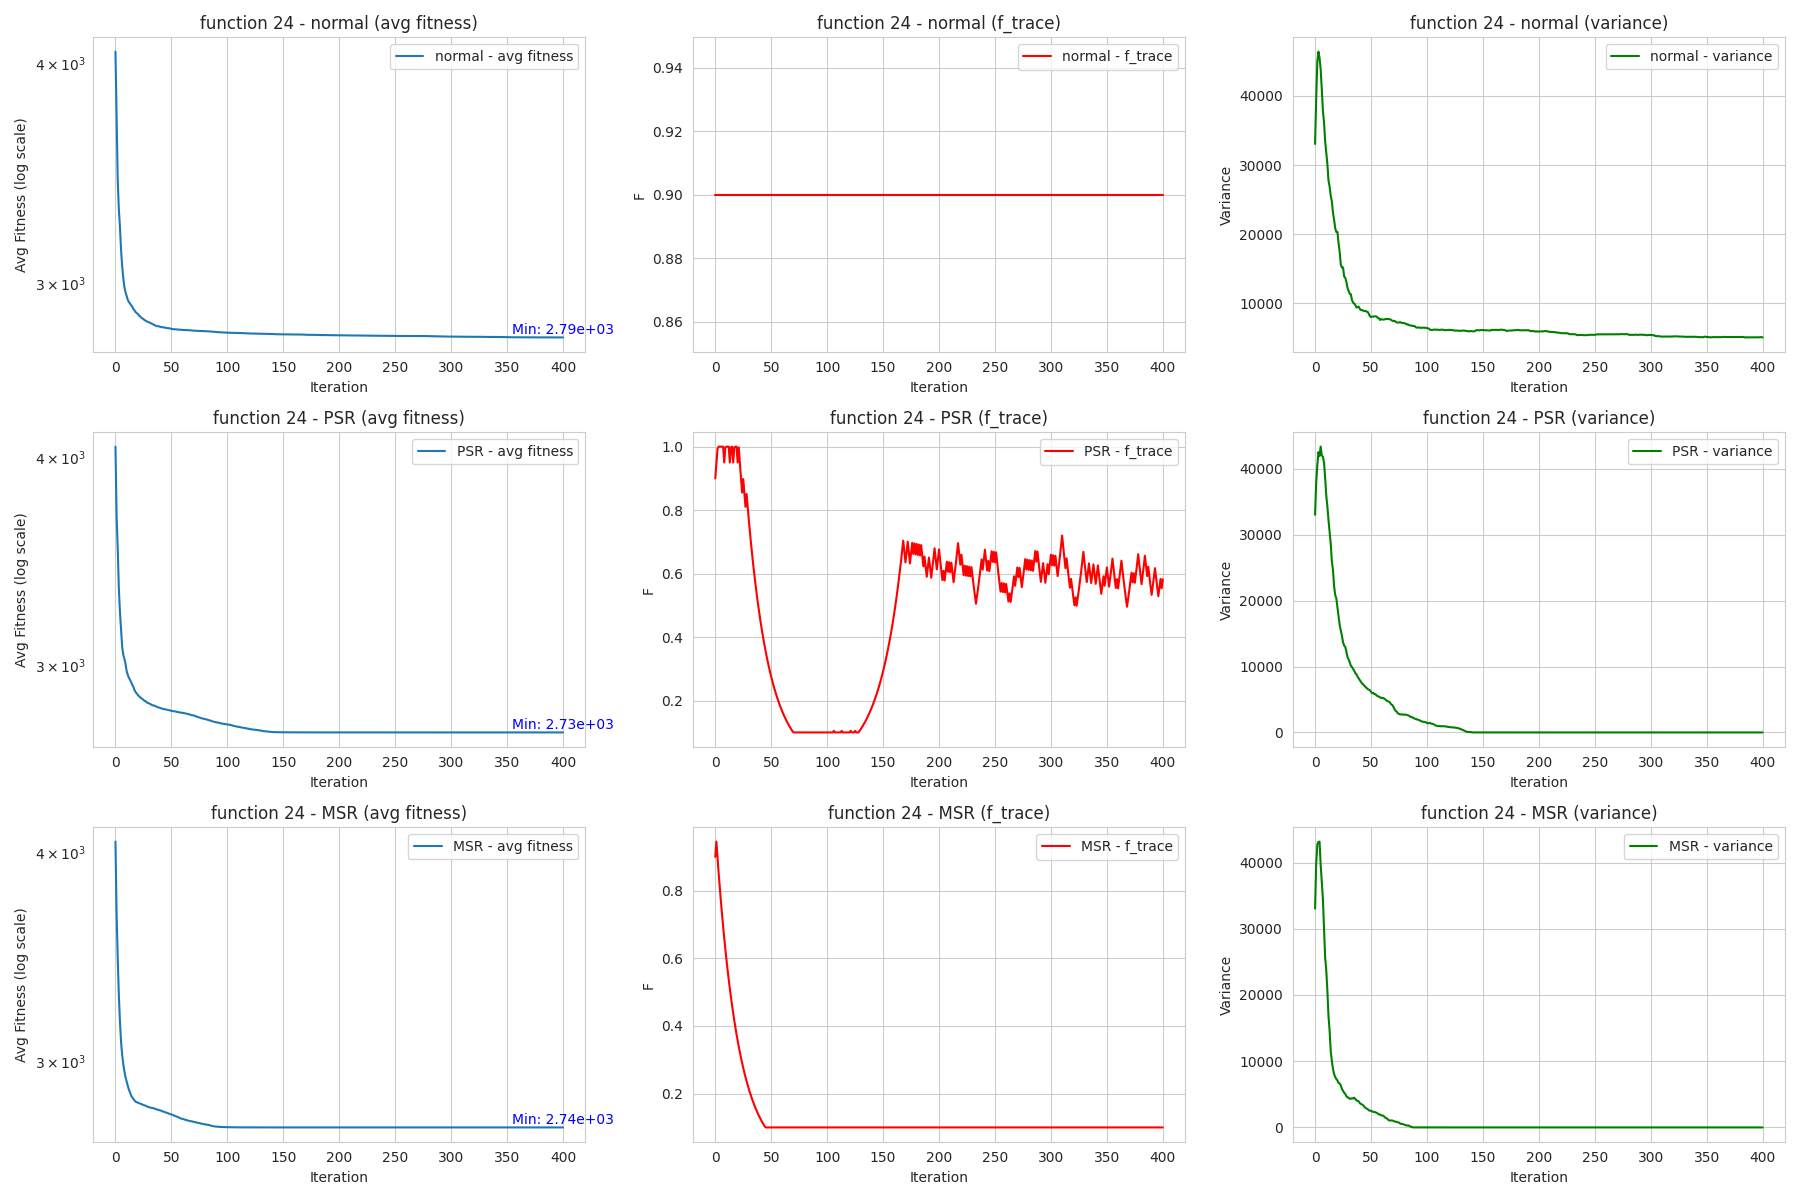 function 24 - normal (avg fitness)
normal - avg fitness
Avg Fitness (log scale)
4 × 10³
3 × 10³
Min: 2.79e+03
0 50 100 150 200 250 300 350 400
Iteration
function 24 - normal (f_trace)
normal - f_trace
F
0.94
0.92
0.90
0.88
0.86
0 50 100 150 200 250 300 350 400
Iteration
function 24 - normal (variance)
normal - variance
Variance
40000
30000
20000
10000
0 50 100 150 200 250 300 350 400
Iteration
function 24 - PSR (avg fitness)
PSR - avg fitness
Avg Fitness (log scale)
4 × 10³
3 × 10³
Min: 2.73e+03
0 50 100 150 200 250 300 350 400
Iteration
function 24 - PSR (f_trace)
PSR - f_trace
F
1.0
0.8
0.6
0.4
0.2
0 50 100 150 200 250 300 350 400
Iteration
function 24 - PSR (variance)
PSR - variance
Variance
40000
30000
20000
10000
0
0 50 100 150 200 250 300 350 400
Iteration
function 24 - MSR (avg fitness)
MSR - avg fitness
Avg Fitness (log scale)
4 × 10³
3 × 10³
Min: 2.74e+03
0 50 100 150 200 250 300 350 400
Iteration
function 24 - MSR (f_trace)
MSR - f_trace
F
0.8
0.6
0.4
0.2
0 50 100 150 200 250 300 350 400
Iteration
function 24 - MSR (variance)
MSR - variance
Variance
40000
30000
20000
10000
0
0 50 100 150 200 250 300 350 400
Iteration